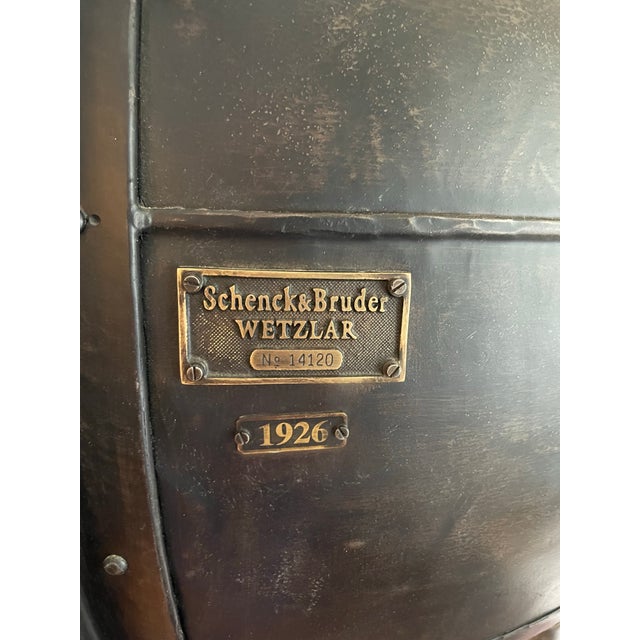 Schenck&Bruder
WETZLAR
No 14120
1926